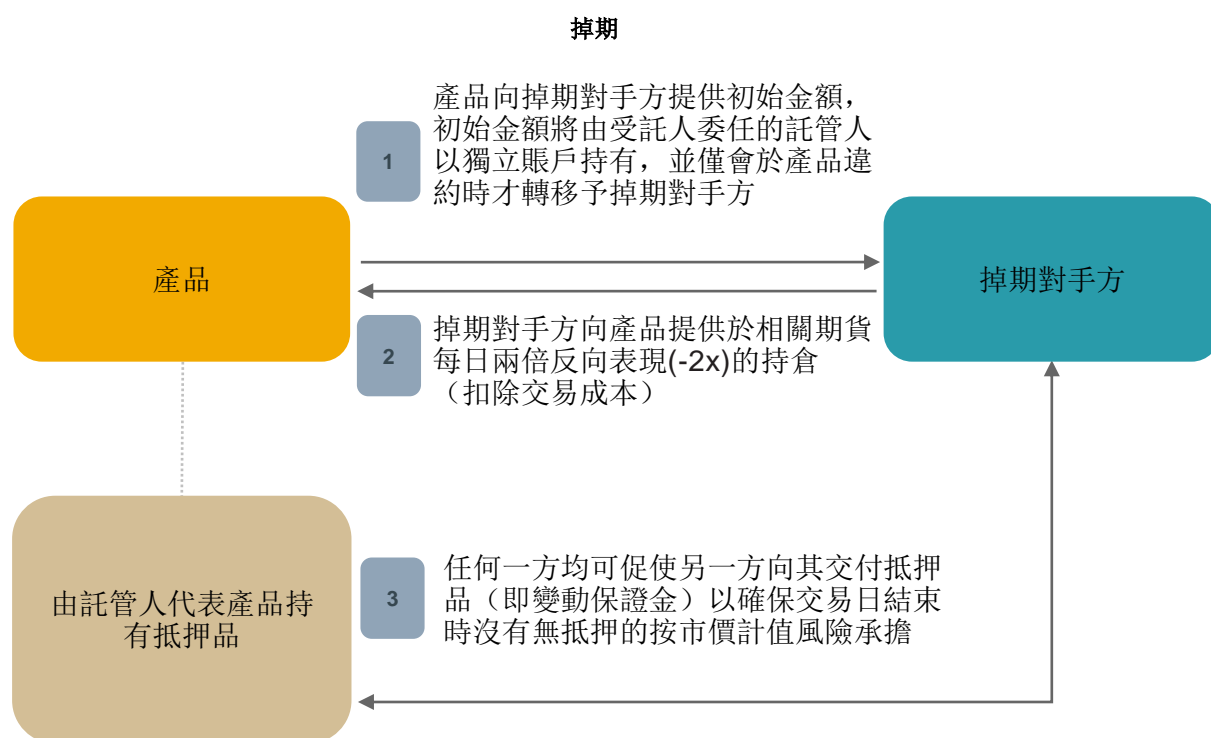 掉期
產品向掉期對手方提供初始金額，
初始金額將由受託人委任的託管人
以獨立賬戶持有，並僅會於產品違
約時才轉移予掉期對手方
1
產品
掉期對手方
掉期對手方向產品提供於相關期貨
每日兩倍反向表現(-2x)的持倉
（扣除交易成本）
2
任何一方均可促使另一方向其交付抵押
品（即變動保證金）以確保交易日結束
時沒有無抵押的按市價計值風險承擔
3
由託管人代表產品持
有抵押品